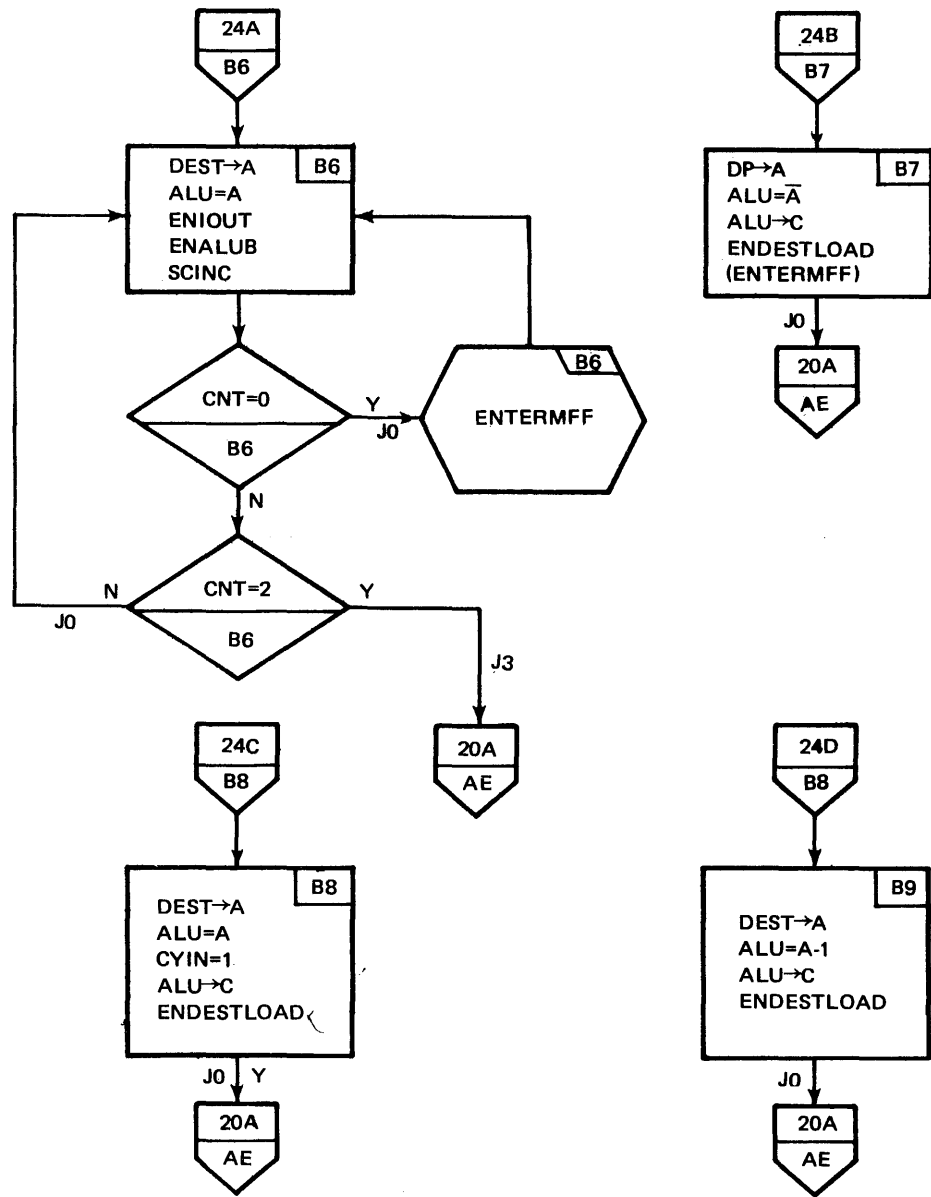 24A
B6
B6
DEST→A
ALU=A
ENIOUT
ENALUB
SCINC
CNT=0
B6
Y
J0
B6
ENTERMFF
N
CNT=2
B6
N
J0
Y
J3
20A
AE
24B
B7
B7
DP→A
ALU=A̅
ALU→C
ENDESTLOAD
(ENTERMFF)
J0
20A
AE
24C
B8
B8
DEST→A
ALU=A
CYIN=1
ALU→C
ENDESTLOAD
J0 Y
20A
AE
24D
B8
B9
DEST→A
ALU=A-1
ALU→C
ENDESTLOAD
J0
20A
AE